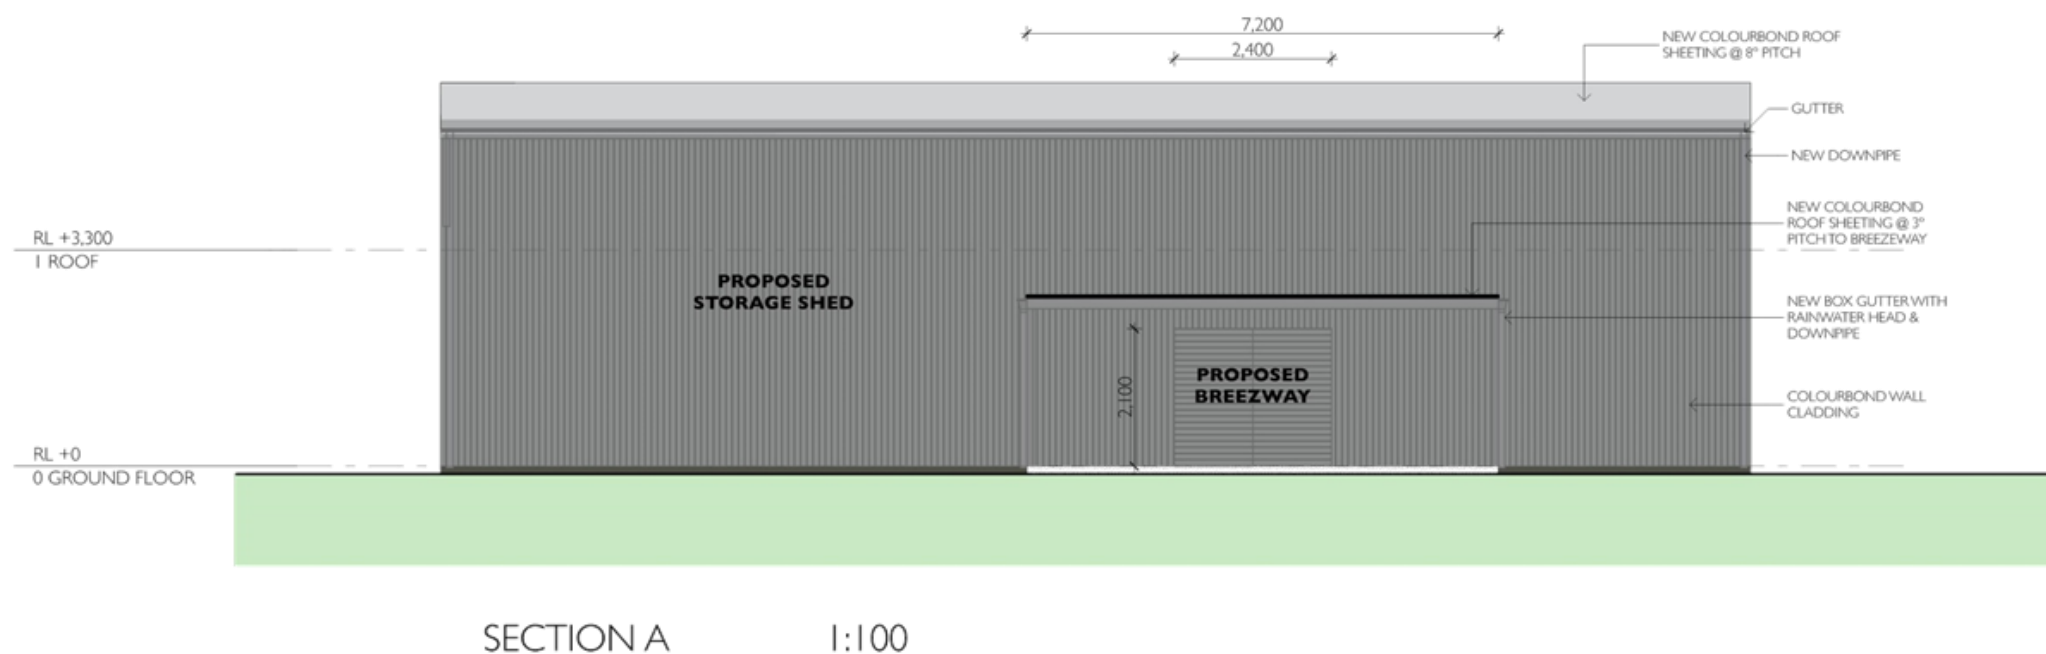 7,200
2,400
NEW COLOURBOND ROOF
SHEETING @ 8° PITCH
GUTTER
NEW DOWNPIPE
NEW COLOURBOND
ROOF SHEETING @ 3°
PITCH TO BREEZEWAY
RL +3,300
1 ROOF
PROPOSED
STORAGE SHED
NEW BOX GUTTER WITH
RAINWATER HEAD &
DOWNPIPE
2,100
PROPOSED
BREEZWAY
COLOURBOND WALL
CLADDING
RL +0
0 GROUND FLOOR
SECTION A 1:100